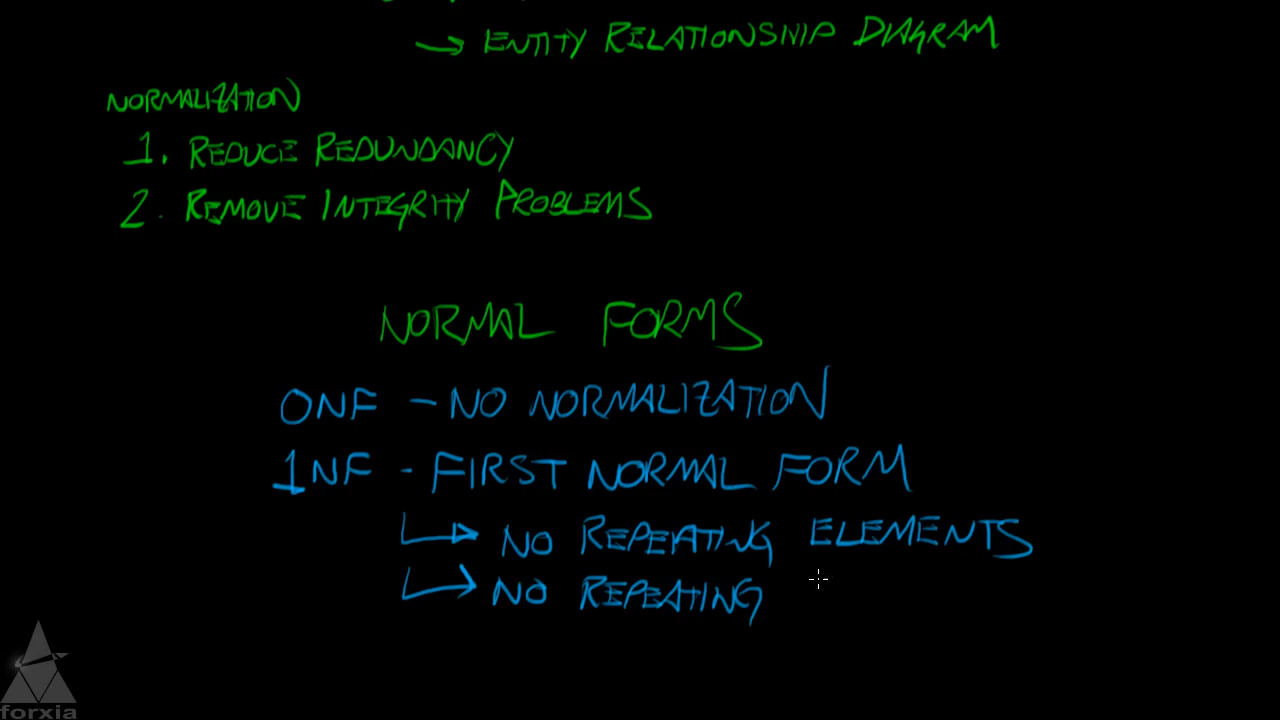 → ENTITY RELATIONSHIP DIAGRAM
NORMALIZATION
1. REDUCE REDUNDANCY
2. REMOVE INTEGRITY PROBLEMS
NORMAL FORMS
0NF - NO NORMALIZATION
1NF - FIRST NORMAL FORM
→ NO REPEATING ELEMENTS
→ NO REPEATING
forxia